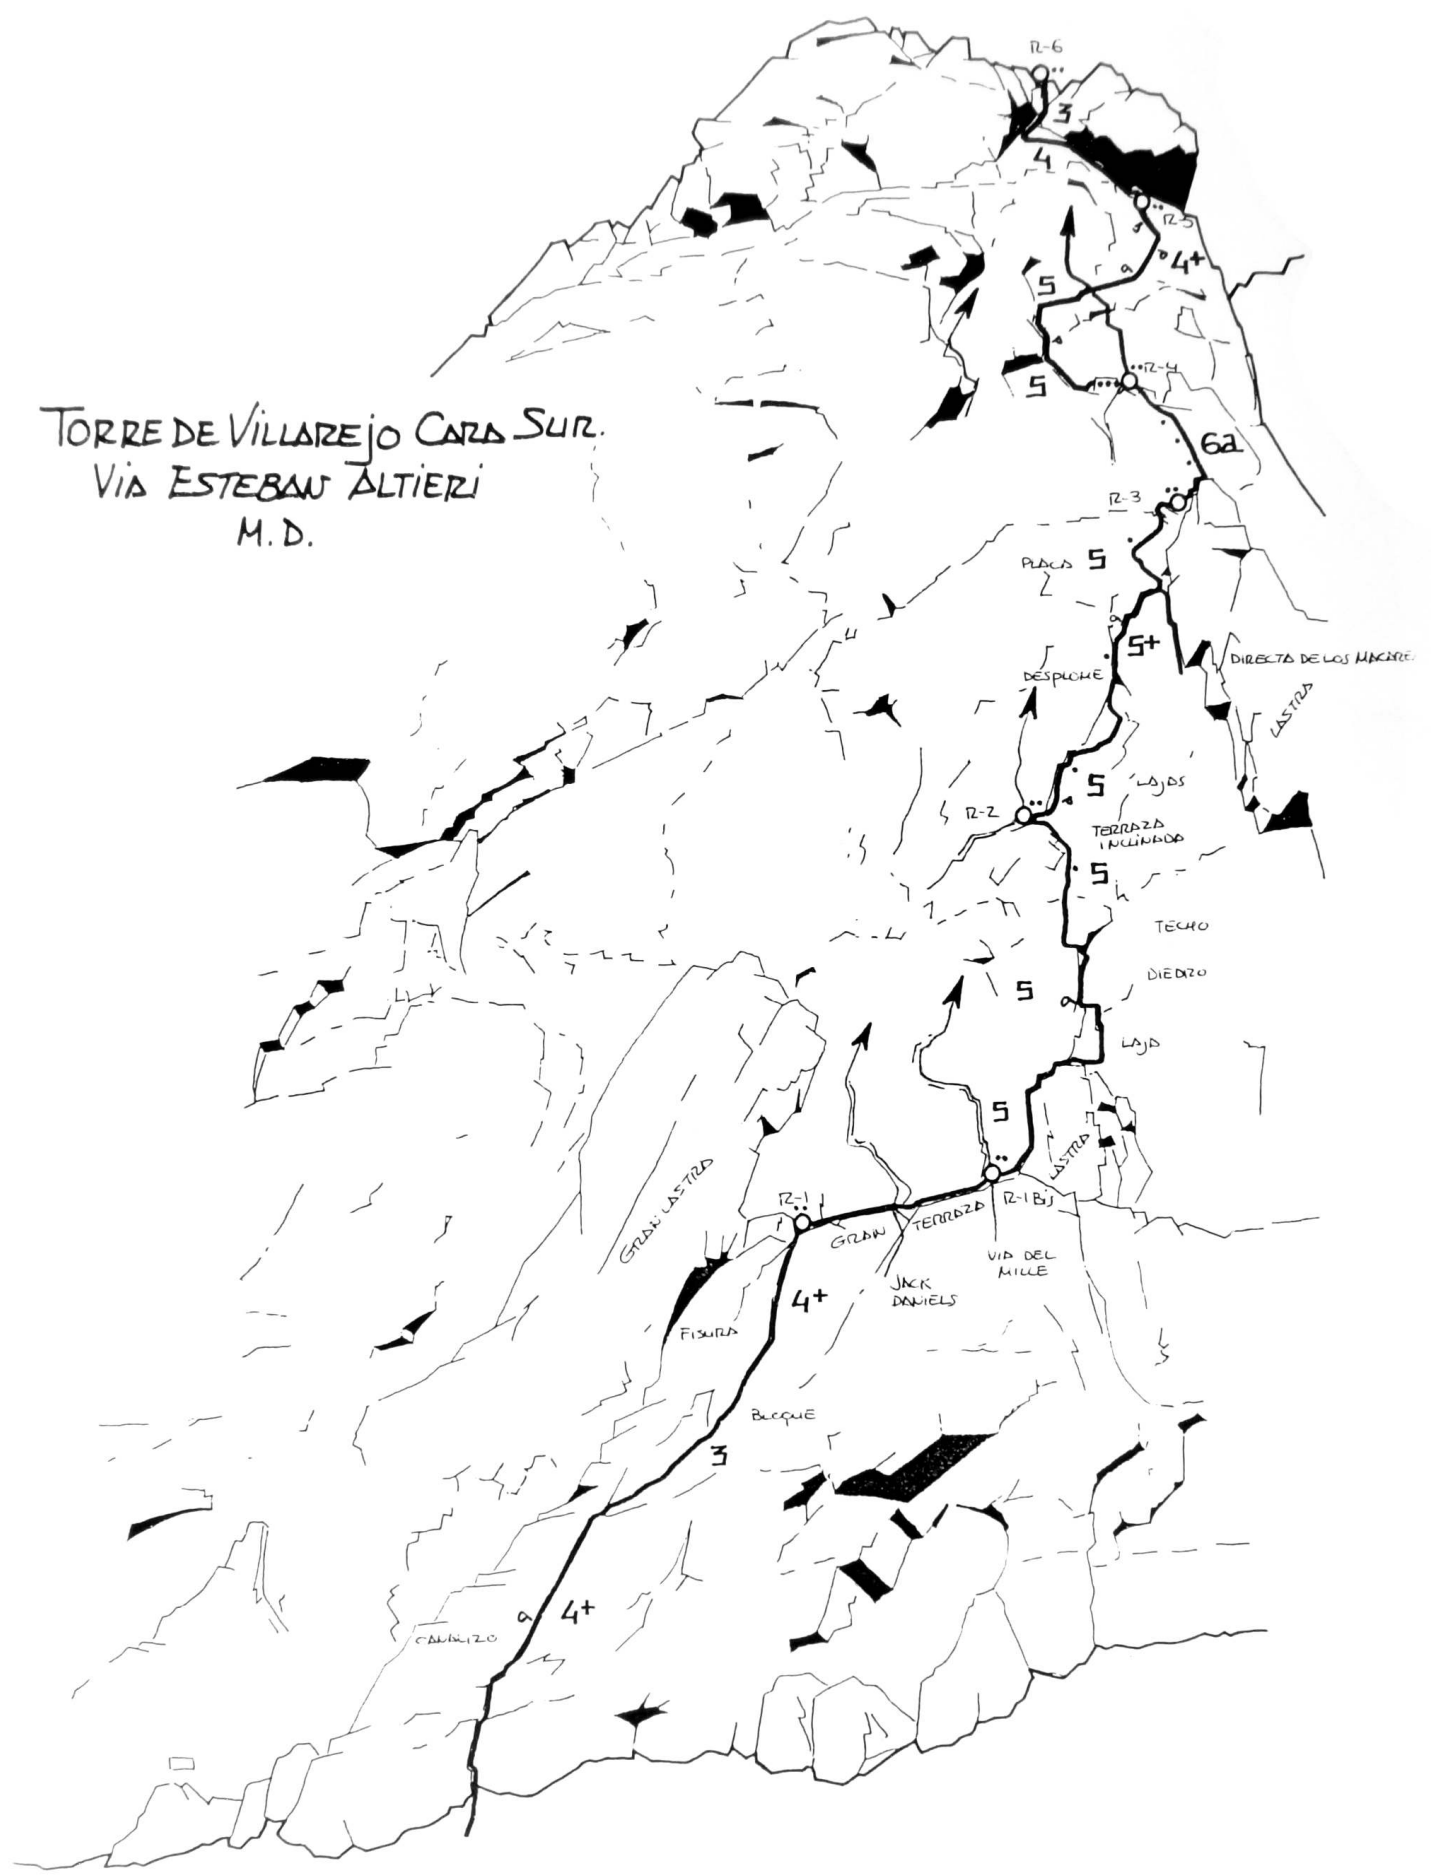 R-6
3
4
R-5
4+
5
R-4
5
6a
TORRE DE VILLAREJO CARA SUR.
VIA ESTEBAN ALTIERI
M.D.
R-3
PLACA 5
5+
DESPLOME
DIRECTA DE LOS MACARE
LASTRA
5 LAJAS
R-2
TERRAZA
INCLINADA
5
TECHO
DIEDRO
5
LAJA
5
LASTRA
GRAN LASTRA
R-1
R-1 Bis
GRAN TERRAZA
VIA DEL
MILLE
JACK
DANIELS
4+
FISURA
BLOQUE
3
4+
CANALIZO